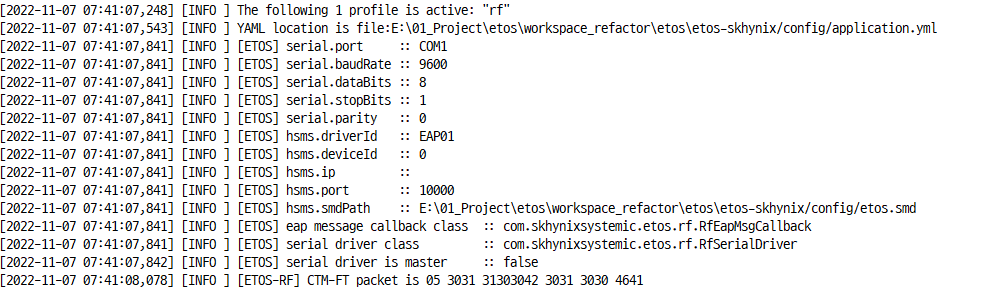 [2022-11-07 07:41:07,248] [INFO ] The following 1 profile is active: "rf"
[2022-11-07 07:41:07,543] [INFO ] YAML location is file:E:\01_Project\etos\workspace_refactor\etos\etos-skhynix/config/application.yml
[2022-11-07 07:41:07,841] [INFO ] [ETOS] serial.port :: COM1
[2022-11-07 07:41:07,841] [INFO ] [ETOS] serial.baudRate :: 9600
[2022-11-07 07:41:07,841] [INFO ] [ETOS] serial.dataBits :: 8
[2022-11-07 07:41:07,841] [INFO ] [ETOS] serial.stopBits :: 1
[2022-11-07 07:41:07,841] [INFO ] [ETOS] serial.parity :: 0
[2022-11-07 07:41:07,841] [INFO ] [ETOS] hsms.driverId :: EAP01
[2022-11-07 07:41:07,841] [INFO ] [ETOS] hsms.deviceId :: 0
[2022-11-07 07:41:07,841] [INFO ] [ETOS] hsms.ip ::
[2022-11-07 07:41:07,841] [INFO ] [ETOS] hsms.port :: 10000
[2022-11-07 07:41:07,841] [INFO ] [ETOS] hsms.smdPath :: E:\01_Project\etos\workspace_refactor\etos\etos-skhynix/config/etos.smd
[2022-11-07 07:41:07,841] [INFO ] [ETOS] eap message callback class :: com.skhynixsystemic.etos.rf.RfEapMsgCallback
[2022-11-07 07:41:07,841] [INFO ] [ETOS] serial driver class :: com.skhynixsystemic.etos.rf.RfSerialDriver
[2022-11-07 07:41:07,842] [INFO ] [ETOS] serial driver is master :: false
[2022-11-07 07:41:08,078] [INFO ] [ETOS-RF] CTM-FT packet is 05 3031 31303042 3031 3030 4641